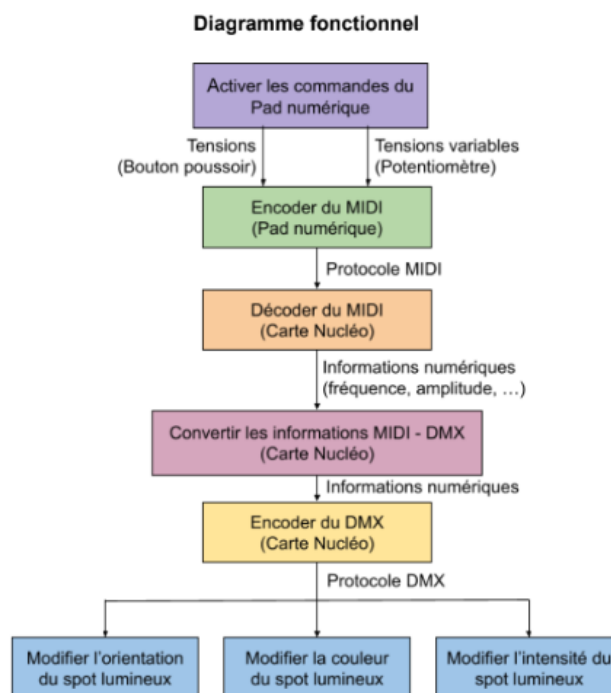 Diagramme fonctionnel
Activer les commandes du
Pad numérique
Tensions
(Bouton poussoir)
Tensions variables
(Potentiomètre)
Encoder du MIDI
(Pad numérique)
Protocole MIDI
Décoder du MIDI
(Carte Nucléo)
Informations numériques
(fréquence, amplitude, …)
Convertir les informations MIDI - DMX
(Carte Nucléo)
Informations numériques
Encoder du DMX
(Carte Nucléo)
Protocole DMX
Modifier l’orientation
du spot lumineux
Modifier la couleur
du spot lumineux
Modifier l’intensité du
spot lumineux